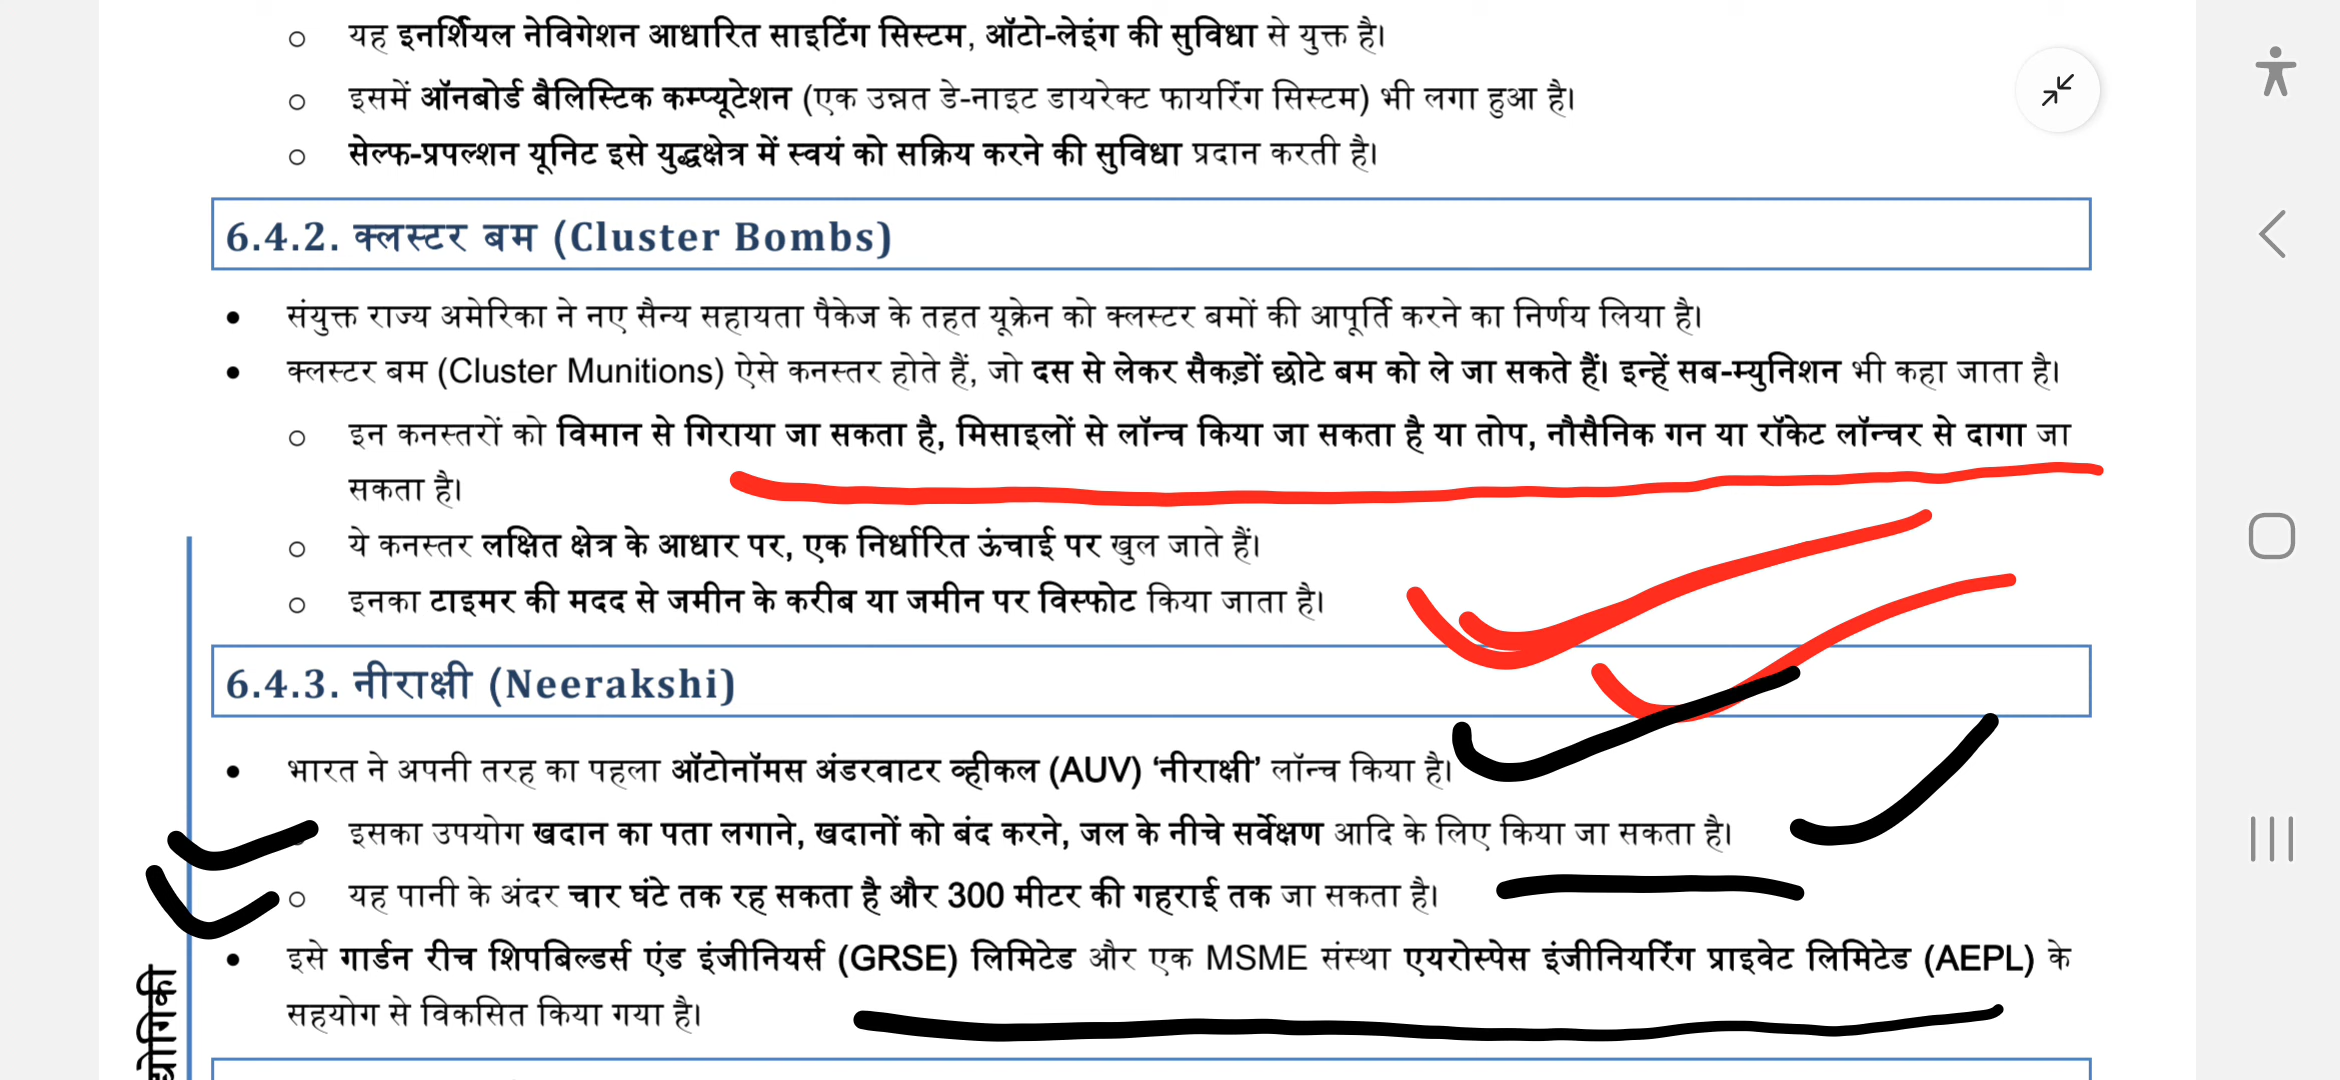 यह इनर्शियल नेविगेशन आधारित साइटिंग सिस्टम, ऑटो-लेइंग की सुविधा से युक्त है।
इसमें ऑनबोर्ड बैलिस्टिक कम्प्यूटेशन (एक उन्नत डे-नाइट डायरेक्ट फायरिंग सिस्टम) भी लगा हुआ है।
सेल्फ-प्रपल्शन यूनिट इसे युद्धक्षेत्र में स्वयं को सक्रिय करने की सुविधा प्रदान करती है।
6.4.2. क्लस्टर बम (Cluster Bombs)
संयुक्त राज्य अमेरिका ने नए सैन्य सहायता पैकेज के तहत यूक्रेन को क्लस्टर बमों की आपूर्ति करने का निर्णय लिया है।
क्लस्टर बम (Cluster Munitions) ऐसे कनस्तर होते हैं, जो दस से लेकर सैकड़ों छोटे बम को ले जा सकते हैं। इन्हें सब-म्युनिशन भी कहा जाता है।
इन कनस्तरों को विमान से गिराया जा सकता है, मिसाइलों से लॉन्च किया जा सकता है या तोप, नौसैनिक गन या रॉकेट लॉन्चर से दागा जा
सकता है।
ये कनस्तर लक्षित क्षेत्र के आधार पर, एक निर्धारित ऊंचाई पर खुल जाते हैं।
इनका टाइमर की मदद से जमीन के करीब या जमीन पर विस्फोट किया जाता है।
6.4.3. नीराक्षी (Neerakshi)
भारत ने अपनी तरह का पहला ऑटोनॉमस अंडरवाटर व्हीकल (AUV) ‘नीराक्षी’ लॉन्च किया है।
इसका उपयोग खदान का पता लगाने, खदानों को बंद करने, जल के नीचे सर्वेक्षण आदि के लिए किया जा सकता है।
यह पानी के अंदर चार घंटे तक रह सकता है और 300 मीटर की गहराई तक जा सकता है।
इसे गार्डन रीच शिपबिल्डर्स एंड इंजीनियर्स (GRSE) लिमिटेड और एक MSME संस्था एयरोस्पेस इंजीनियरिंग प्राइवेट लिमिटेड (AEPL) के
सहयोग से विकसित किया गया है।